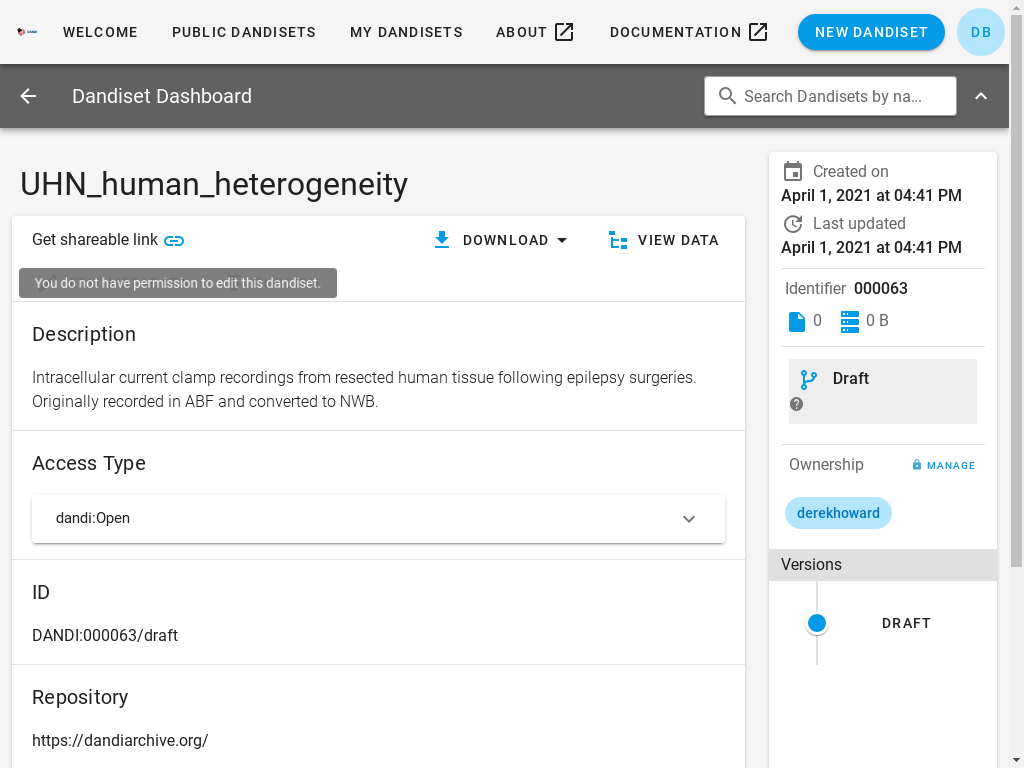 WELCOME
PUBLIC DANDISETS
MY DANDISETS
ABOUT
DOCUMENTATION
NEW DANDISET
DB
Dandiset Dashboard
Search Dandisets by na...
UHN_human_heterogeneity
Get shareable link
DOWNLOAD
VIEW DATA
You do not have permission to edit this dandiset.
Description
Intracellular current clamp recordings from resected human tissue following epilepsy surgeries.
Originally recorded in ABF and converted to NWB.
Access Type
dandi:Open
ID
DANDI:000063/draft
Repository
https://dandiarchive.org/
Created on
April 1, 2021 at 04:41 PM
Last updated
April 1, 2021 at 04:41 PM
Identifier 000063
0
0 B
Draft
Ownership
MANAGE
derekhoward
Versions
DRAFT